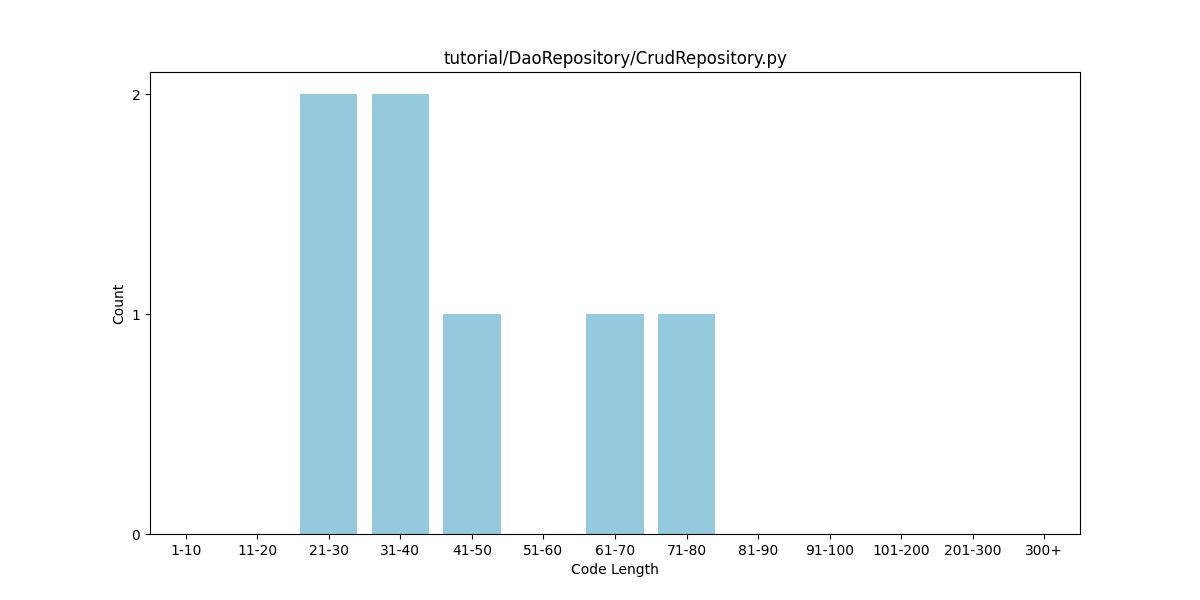 tutorial/DaoRepository/CrudRepository.py
Count
2
1
0
1-10 11-20 21-30 31-40 41-50 51-60 61-70 71-80 81-90 91-100 101-200 201-300 300+
Code Length